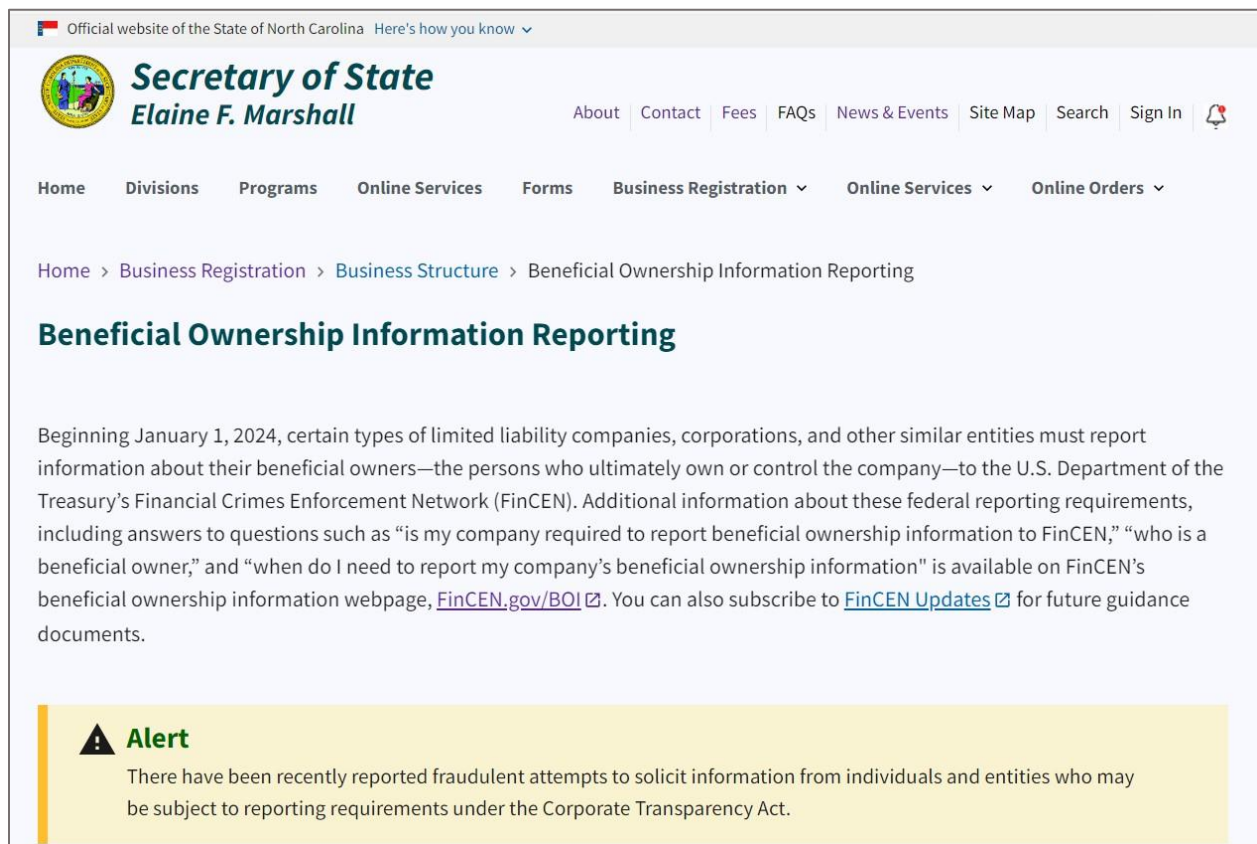 Official website of the State of North Carolina Here's how you know
Secretary of State
Elaine F. Marshall
About Contact Fees FAQs News & Events Site Map Search Sign In
Home Divisions Programs Online Services Forms Business Registration Online Services Online Orders
Home > Business Registration > Business Structure > Beneficial Ownership Information Reporting
Beneficial Ownership Information Reporting
Beginning January 1, 2024, certain types of limited liability companies, corporations, and other similar entities must report
information about their beneficial owners—the persons who ultimately own or control the company—to the U.S. Department of the
Treasury’s Financial Crimes Enforcement Network (FinCEN). Additional information about these federal reporting requirements,
including answers to questions such as “is my company required to report beneficial ownership information to FinCEN,” “who is a
beneficial owner,” and “when do I need to report my company’s beneficial ownership information" is available on FinCEN’s
beneficial ownership information webpage, FinCEN.gov/BOI. You can also subscribe to FinCEN Updates for future guidance
documents.
Alert
There have been recently reported fraudulent attempts to solicit information from individuals and entities who may
be subject to reporting requirements under the Corporate Transparency Act.